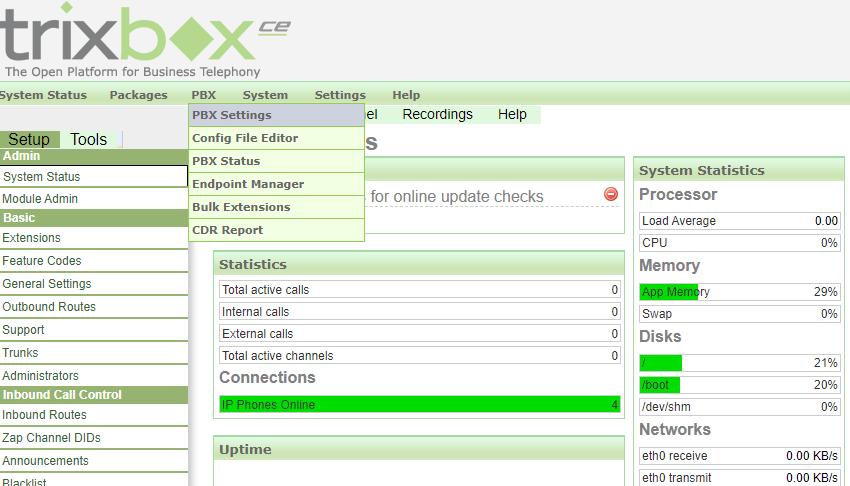 trixbox ce
The Open Platform for Business Telephony
System Status Packages PBX System Settings Help
PBX Settings
Config File Editor
PBX Status
Endpoint Manager
Bulk Extensions
CDR Report
Recordings Help
Setup Tools
Admin
System Status
Module Admin
Basic
Extensions
Feature Codes
General Settings
Outbound Routes
Support
Trunks
Administrators
Inbound Call Control
Inbound Routes
Zap Channel DIDs
Announcements
Blacklist
for online update checks
Statistics
Total active calls 0
Internal calls 0
External calls 0
Total active channels 0
Connections
IP Phones Online 4
Uptime
System Statistics
Processor
Load Average 0.00
CPU 0%
Memory
App Memory 29%
Swap 0%
Disks
/ 21%
/boot 20%
/dev/shm 0%
Networks
eth0 receive 0.00 KB/s
eth0 transmit 0.00 KB/s